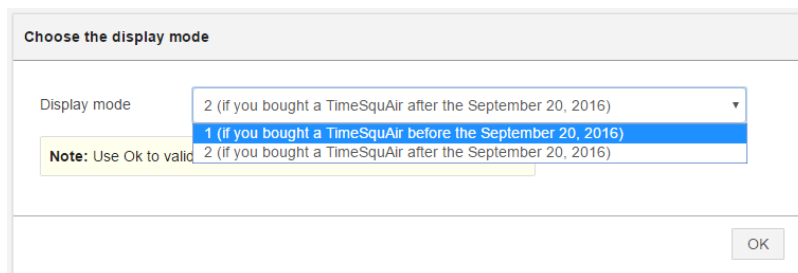 Choose the display mode
Display mode
2 (if you bought a TimeSquAir after the September 20, 2016)
1 (if you bought a TimeSquAir before the September 20, 2016)
2 (if you bought a TimeSquAir after the September 20, 2016)
Note: Use Ok to valid
OK